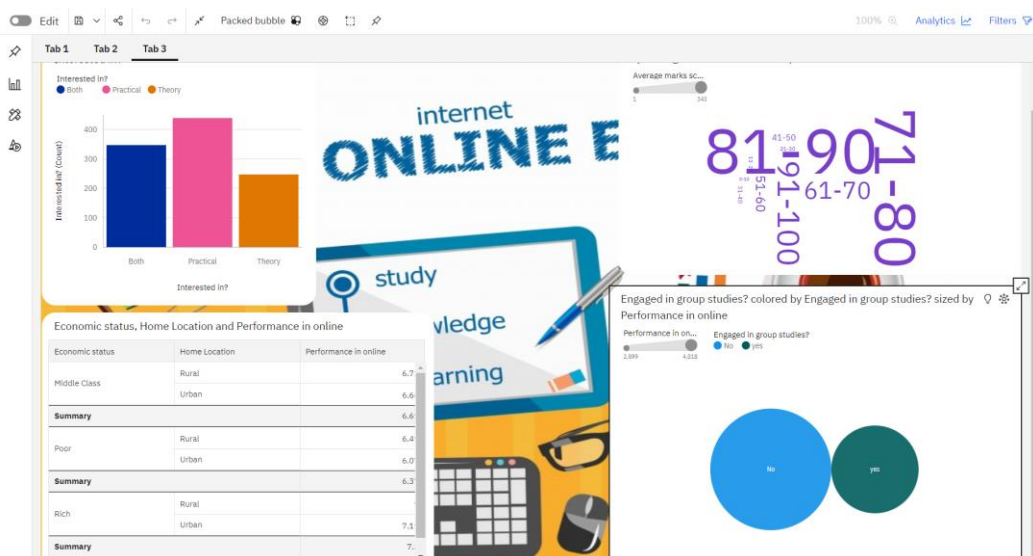 Edit
Packed bubble
100%
Analytics
Filters
Tab 1
Tab 2
Tab 3
Interested in?
Both
Practical
Theory
Interested in? (Count)
400
300
200
100
0
Both
Practical
Theory
Interested in?
internet
ONLINE E
study
wledge
arning
Average marks sc...
1
343
81-90
71-80
41-50
61-70
91-100
51-60
31-40
Economic status, Home Location and Performance in online
Economic status
Home Location
Performance in online
Middle Class
Rural
6.7
Urban
6.6
Summary
6.6
Poor
Rural
6.4
Urban
6.0
Summary
6.3
Rich
Rural
Urban
7.1
Summary
7.
Engaged in group studies? colored by Engaged in group studies? sized by
Performance in online
Performance in on...
2,899
4,018
Engaged in group studies?
No
yes
No
yes